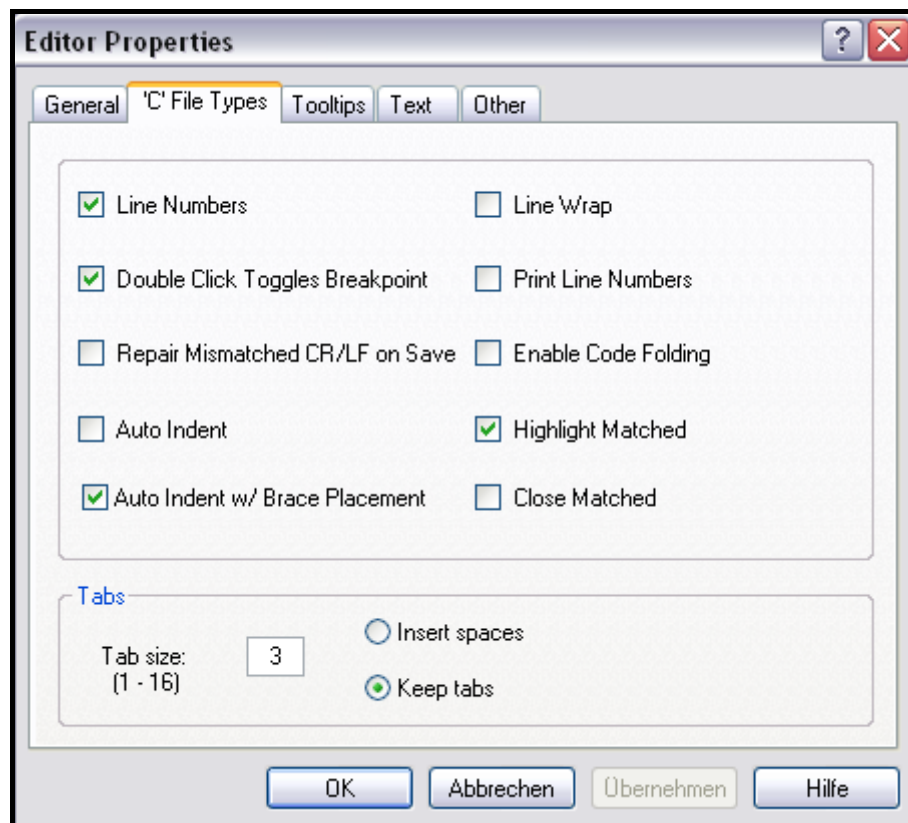 Editor Properties
?
General 'C' File Types Tooltips Text Other
Line Numbers Line Wrap
Double Click Toggles Breakpoint Print Line Numbers
Repair Mismatched CR/LF on Save Enable Code Folding
Auto Indent Highlight Matched
Auto Indent w/ Brace Placement Close Matched
Tabs
Tab size:
(1 - 16)
3
Insert spaces
Keep tabs
OK Abbrechen Übernehmen Hilfe